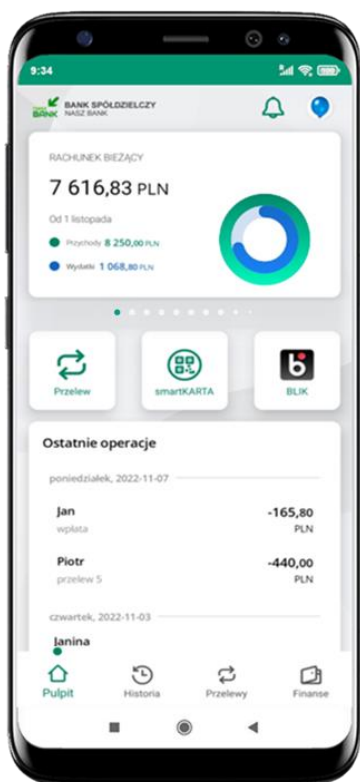 9:34
NASZ BANK
BANK SPÓŁDZIELCZY
NASZ BANK
RACHUNEK BIEŻĄCY
7 616,83 PLN
Od 1 listopada
Przychody 8 250,00 PLN
Wydatki 1 068,80 PLN
Przelew
smartKARTA
BLIK
Ostatnie operacje
poniedziałek, 2022-11-07
Jan -165,80
wpłata PLN
Piotr -440,00
przelew 5 PLN
czwartek, 2022-11-03
Janina
Pulpit Historia Przelewy Finanse